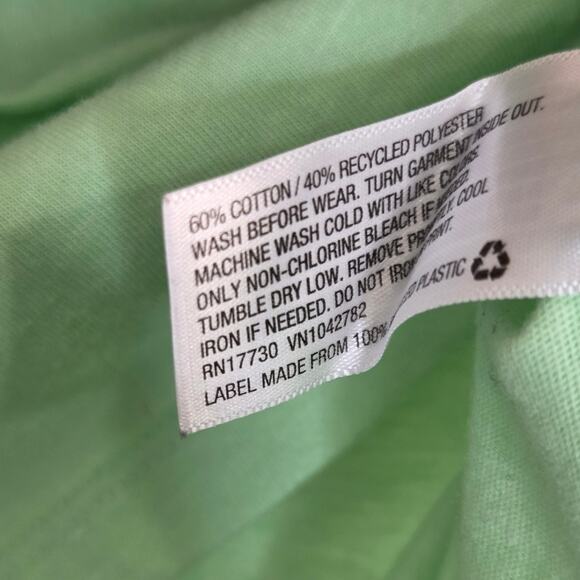 60% COTTON / 40% RECYCLED POLYESTER
WASH BEFORE WEAR. TURN GARMENT INSIDE OUT.
MACHINE WASH COLD WITH LIKE COLORS.
ONLY NON-CHLORINE BLEACH IF NEEDED.
TUMBLE DRY LOW. REMOVE PROMPTLY. COOL
IRON IF NEEDED. DO NOT IRON PRINT.
RN17730 VN1042782
LABEL MADE FROM 100% PLASTIC